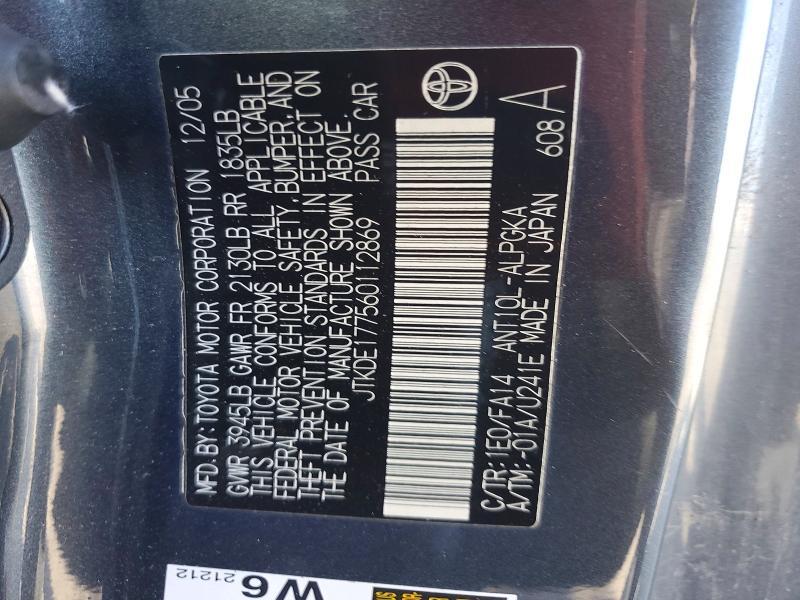 MFD.BY:TOYOTA MOTOR CORPORATION 12/05
GVWR 3945LB GAWR FR 2130LB RR 1835LB
THIS VEHICLE CONFORMS TO ALL APPLICABLE
FEDERAL MOTOR VEHICLE SAFETY,BUMPER,AND
THEFT PREVENTION STANDARDS IN EFFECT ON
THE DATE OF MANUFACTURE SHOWN ABOVE.
JTKDE177560112869 PASS CAR
C/TR:1E0/FA14 ANT10L-ALPGKA 608 A
A/TM:-01A/U241E MADE IN JAPAN
21212
W6